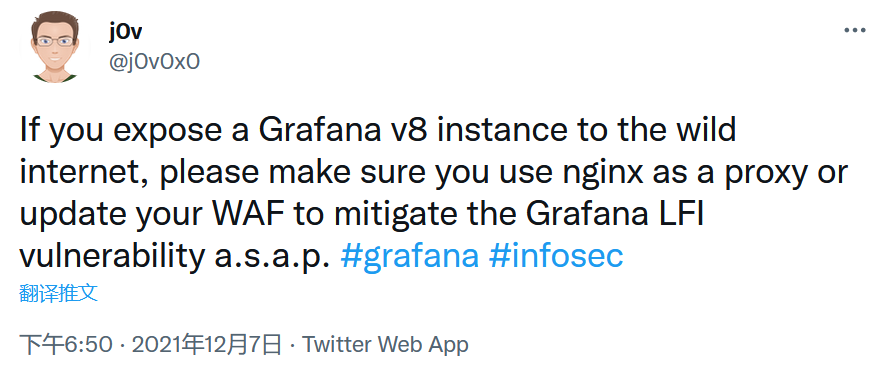 j0v
@j0v0x0
If you expose a Grafana v8 instance to the wild
internet, please make sure you use nginx as a proxy or
update your WAF to mitigate the Grafana LFI
vulnerability a.s.a.p. #grafana #infosec
翻译推文
下午6:50 · 2021年12月7日 · Twitter Web App